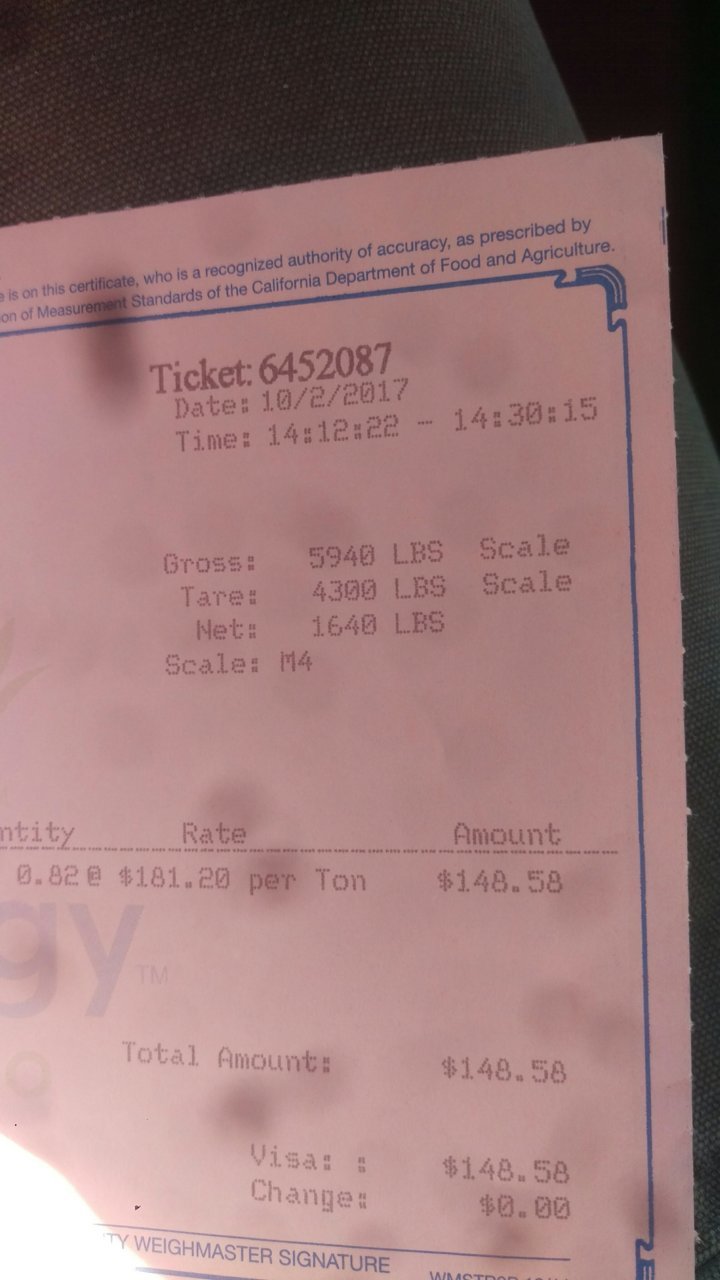 e is on this certificate, who is a recognized authority of accuracy, as prescribed by
on of Measurement Standards of the California Department of Food and Agriculture.
Ticket: 6452087
Date: 10/2/2017
Time: 14:12:22 - 14:30:15
Gross: 5940 LBS Scale
Tare: 4300 LBS Scale
Net: 1640 LBS
Scale: M4
ntity Rate Amount
0.82@ $181.20 per Ton $148.58
gy TM
Total Amount: $148.58
Visa: : $148.58
Change: $0.00
TY WEIGHMASTER SIGNATURE